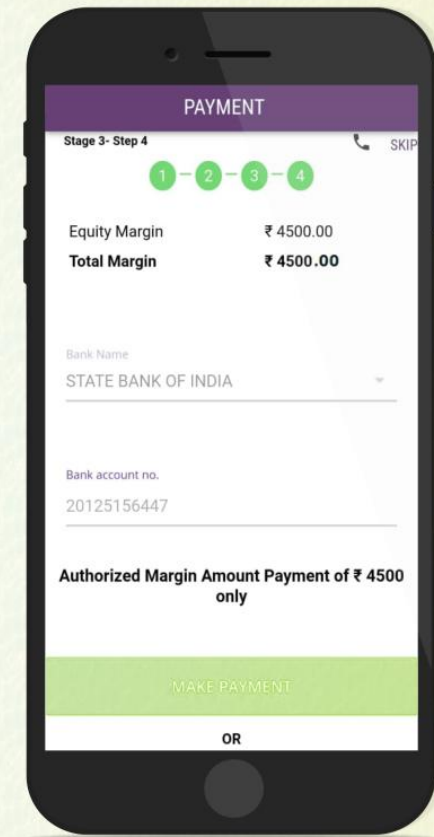 PAYMENT
Stage 3- Step 4
SKIP
1 - 2 - 3 - 4
Equity Margin ₹ 4500.00
Total Margin ₹ 4500.00
Bank Name
STATE BANK OF INDIA
Bank account no.
20125156447
Authorized Margin Amount Payment of ₹ 4500
only
MAKE PAYMENT
OR